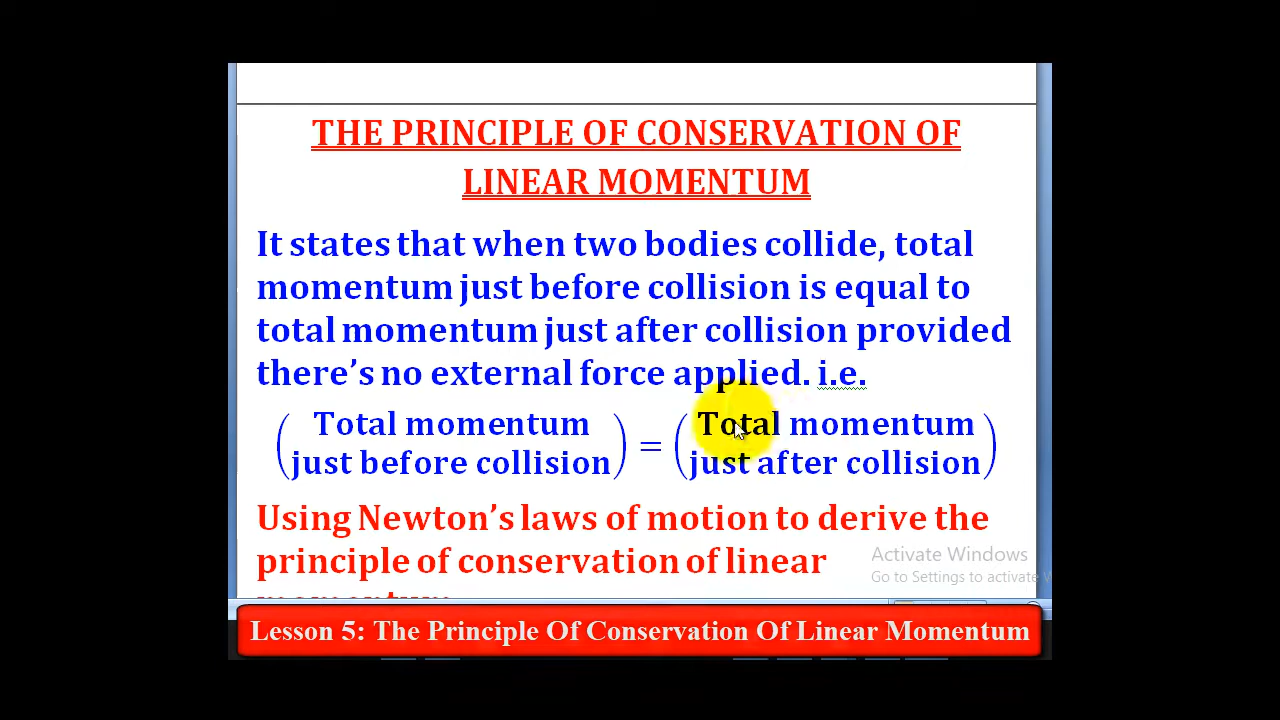 THE PRINCIPLE OF CONSERVATION OF
LINEAR MOMENTUM
It states that when two bodies collide, total
momentum just before collision is equal to
total momentum just after collision provided
there’s no external force applied. i.e.
(Total momentum just before collision) = (Total momentum just after collision)
Using Newton’s laws of motion to derive the
principle of conservation of linear
Activate Windows
Go to Settings to activate W
Lesson 5: The Principle Of Conservation Of Linear Momentum